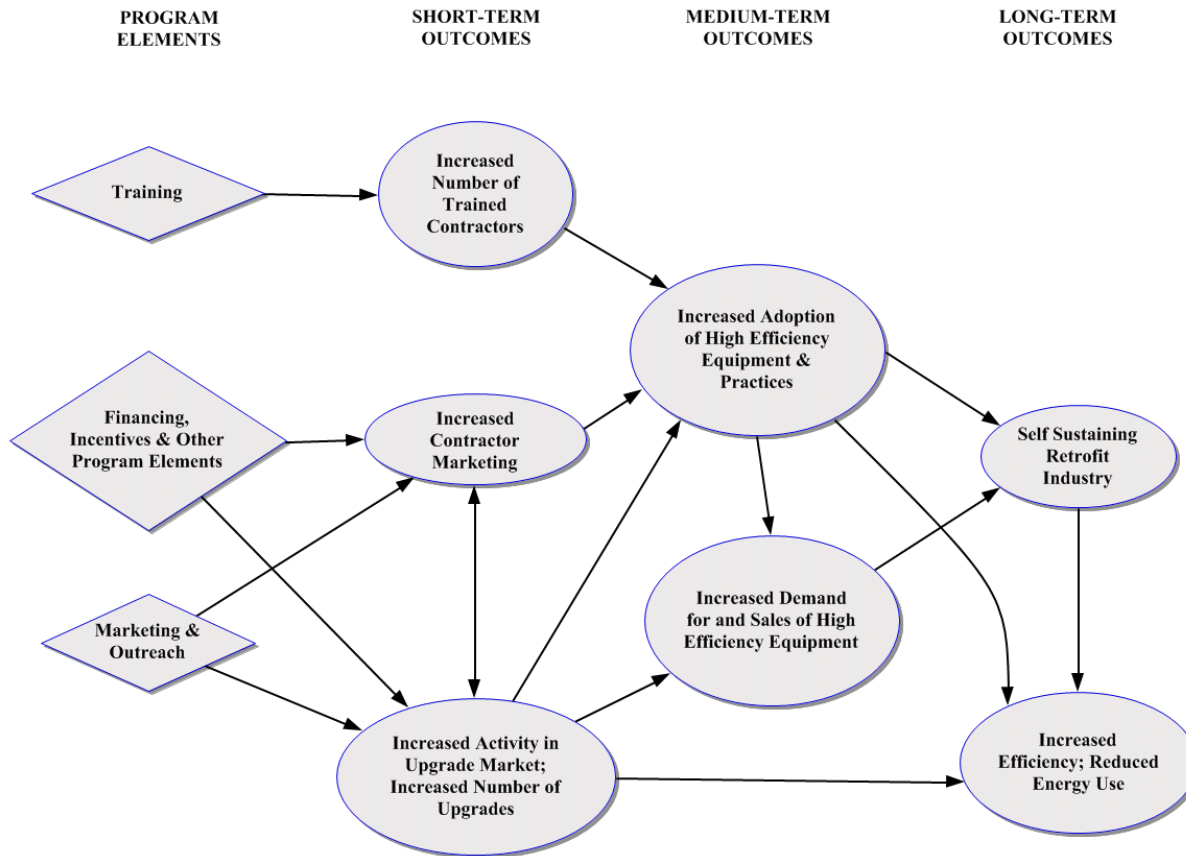 PROGRAM
ELEMENTS
SHORT-TERM
OUTCOMES
MEDIUM-TERM
OUTCOMES
LONG-TERM
OUTCOMES
Training
Increased
Number of
Trained
Contractors
Increased Adoption
of High Efficiency
Equipment &
Practices
Financing,
Incentives & Other
Program Elements
Increased
Contractor
Marketing
Self Sustaining
Retrofit
Industry
Marketing &
Outreach
Increased Demand
for and Sales of High
Efficiency Equipment
Increased Activity in
Upgrade Market;
Increased Number of
Upgrades
Increased
Efficiency; Reduced
Energy Use